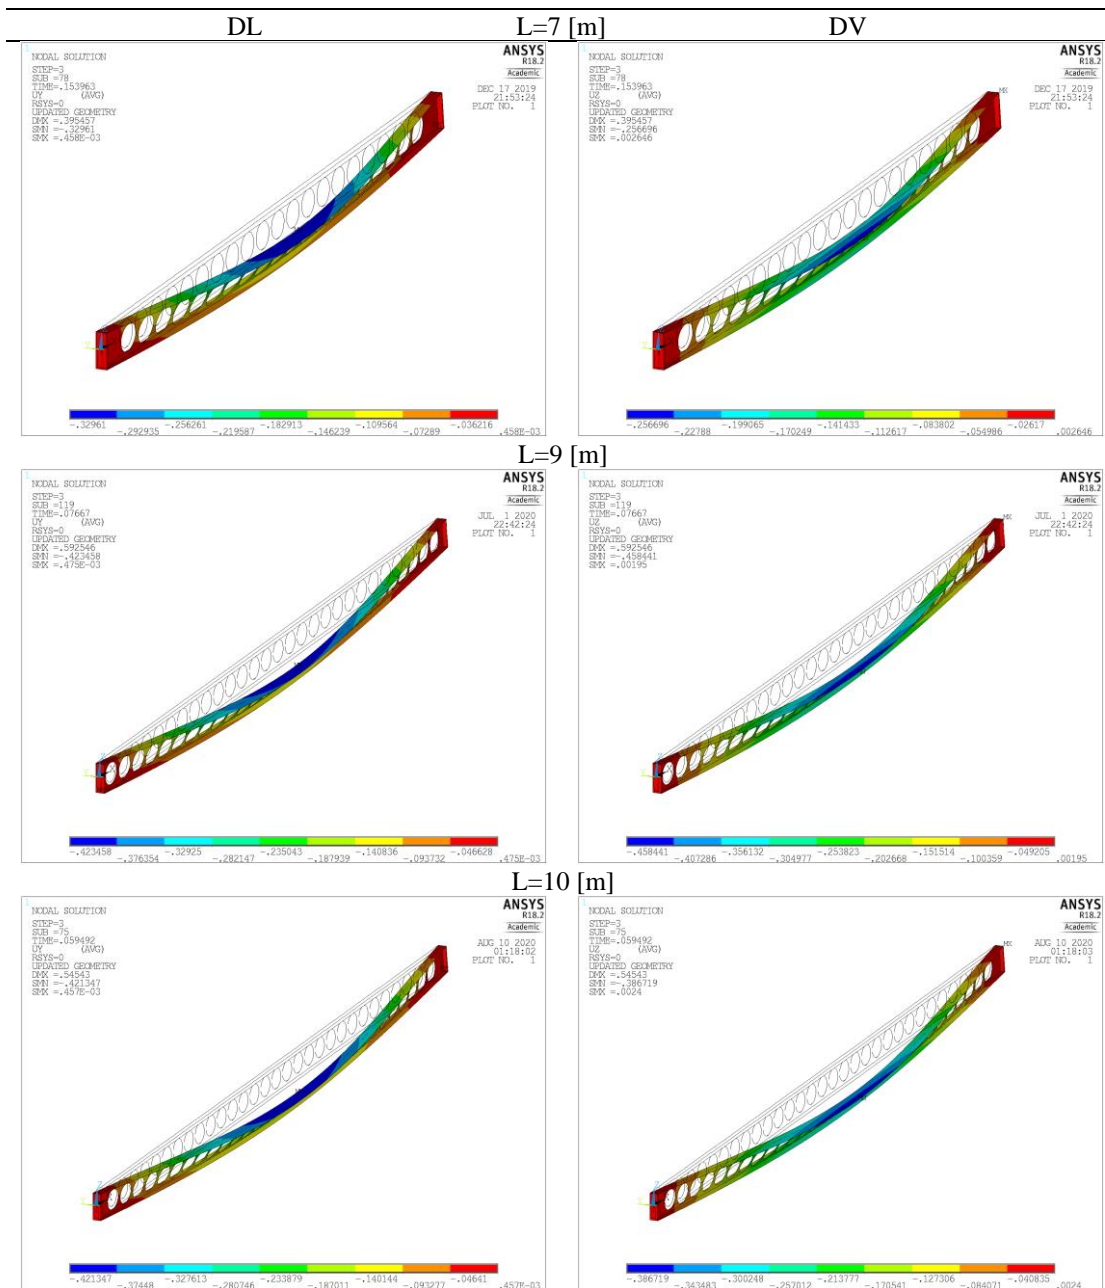 DL L=7 [m] DV
1
NODAL SOLUTION
STEP=3
SUB =78
TIME=.153963
UY (AVG)
RSYS=0
UPDATED GEOMETRY
DMX =.395457
SMN =-.32961
SMX =.458E-03
ANSYS
R18.2
Academic
DEC 17 2019
21:53:24
PLOT NO. 1
-.32961 -.256261 -.182913 -.109564 -.036216
-.292935 -.219587 -.146239 -.07289 .458E-03
1
NODAL SOLUTION
STEP=3
SUB =78
TIME=.153963
UZ (AVG)
RSYS=0
UPDATED GEOMETRY
DMX =.395457
SMN =-.256696
SMX =.002646
ANSYS
R18.2
Academic
DEC 17 2019
21:53:24
PLOT NO. 1
MX
-.256696 -.199065 -.141433 -.083802 -.02617
-.22788 -.170249 -.112617 -.054986 .002646
L=9 [m]
1
NODAL SOLUTION
STEP=3
SUB =119
TIME=.07667
UY (AVG)
RSYS=0
UPDATED GEOMETRY
DMX =.592546
SMN =-.423458
SMX =.475E-03
ANSYS
R18.2
Academic
JUL 1 2020
22:42:24
PLOT NO. 1
-.423458 -.32925 -.235043 -.140836 -.046628
-.376354 -.282147 -.187939 -.093732 .475E-03
1
NODAL SOLUTION
STEP=3
SUB =119
TIME=.07667
UZ (AVG)
RSYS=0
UPDATED GEOMETRY
DMX =.592546
SMN =-.458441
SMX =.00195
ANSYS
R18.2
Academic
JUL 1 2020
22:42:24
PLOT NO. 1
MX
-.458441 -.356132 -.253823 -.151514 -.049205
-.407286 -.304977 -.202668 -.100359 .00195
L=10 [m]
1
NODAL SOLUTION
STEP=3
SUB =75
TIME=.059492
UY (AVG)
RSYS=0
UPDATED GEOMETRY
DMX =.54543
SMN =-.421347
SMX =.457E-03
ANSYS
R18.2
Academic
AUG 10 2020
01:18:02
PLOT NO. 1
-.421347 -.327613 -.233879 -.140144 -.04641
-.37448 -.280746 -.187011 -.093277 .457E-03
1
NODAL SOLUTION
STEP=3
SUB =75
TIME=.059492
UZ (AVG)
RSYS=0
UPDATED GEOMETRY
DMX =.54543
SMN =-.386719
SMX =.0024
ANSYS
R18.2
Academic
AUG 10 2020
01:18:03
PLOT NO. 1
MX
-.386719 -.300248 -.213777 -.127306 -.040835
-.343483 -.257012 -.170541 -.084071 .0024